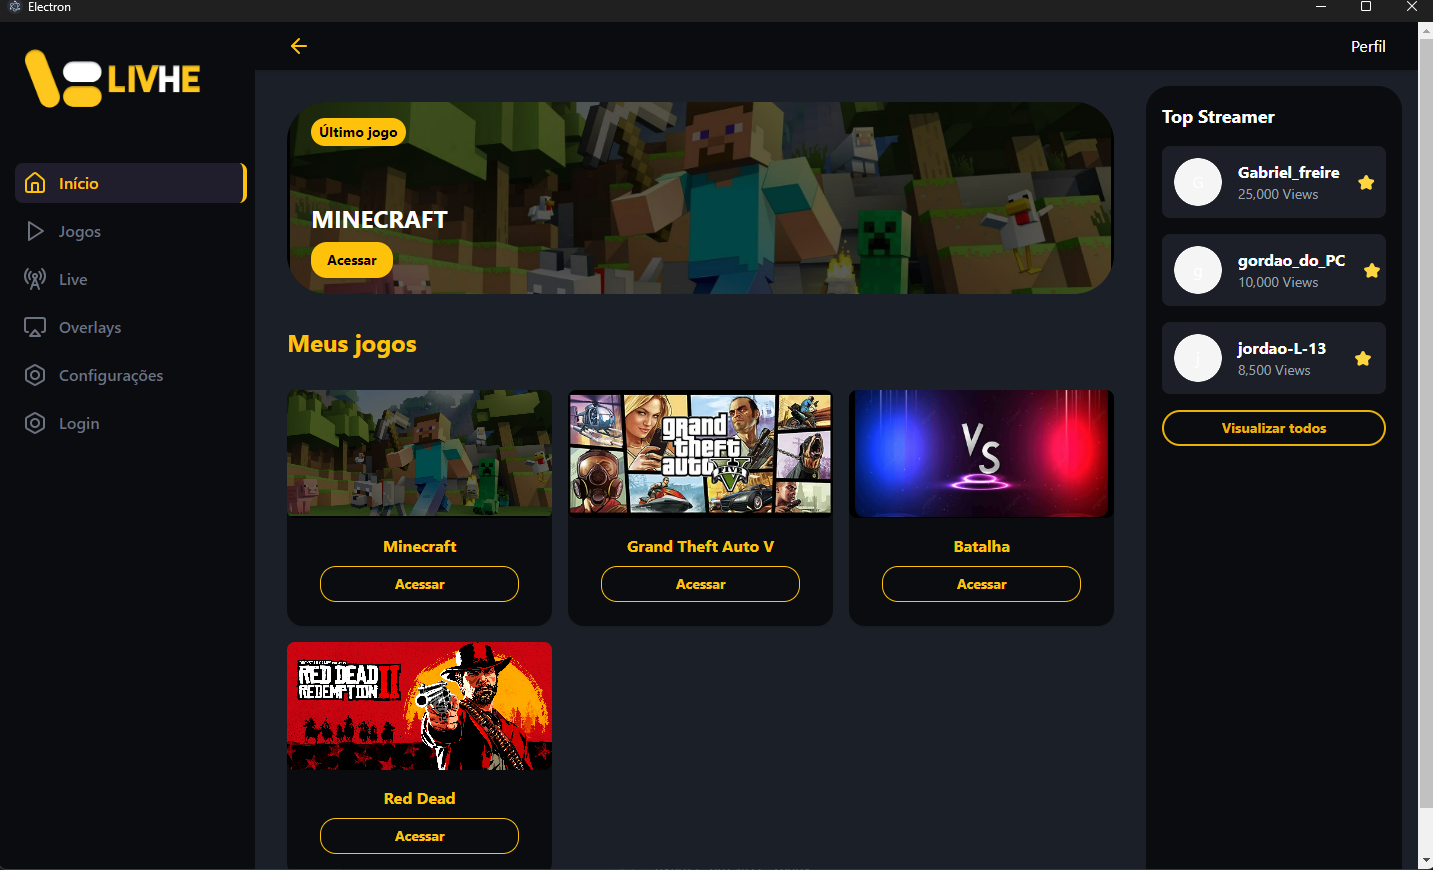 Electron
LIVHE
Início
Jogos
Live
Overlays
Configurações
Login
Perfil
Último jogo
MINECRAFT
Acessar
Meus jogos
Minecraft
Acessar
grand
theft
auto V
Grand Theft Auto V
Acessar
VS
Batalha
Acessar
RED DEAD
REDEMPTION II
Red Dead
Acessar
Top Streamer
G
Gabriel_freire
25,000 Views
g
gordao_do_PC
10,000 Views
j
jordao-L-13
8,500 Views
Visualizar todos